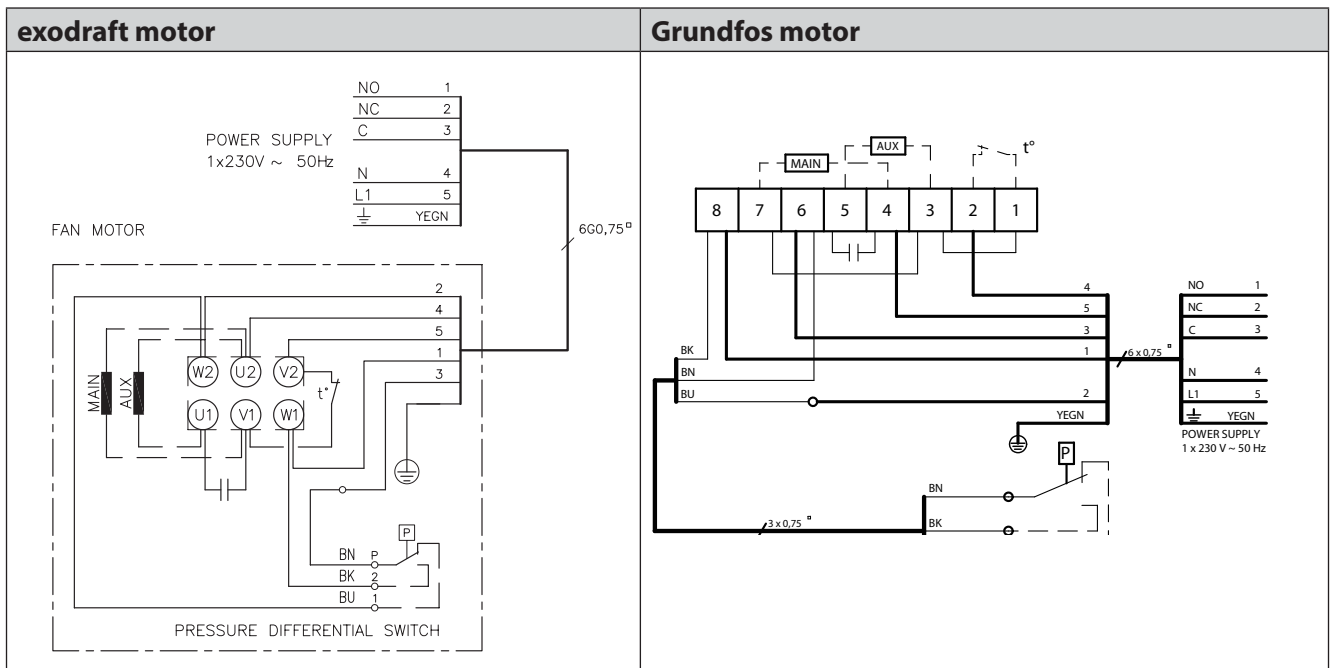 exodraft motor
NO 1
NC 2
C 3
POWER SUPPLY
1x230V ~ 50Hz
N 4
L1 5
YEGN
FAN MOTOR
6G0,75
2
4
5
1
3
MAIN
AUX
W2 U2 V2
t°
U1 V1 W1
P
BN P
BK 2
BU 1
PRESSURE DIFFERENTIAL SWITCH
Grundfos motor
AUX
MAIN
t°
8 7 6 5 4 3 2 1
4
5
3
1
2
YEGN
6 x 0,75
NO 1
NC 2
C 3
N 4
L1 5
YEGN
POWER SUPPLY
1 x 230 V ~ 50 Hz
BK
BN
BU
P
BN
BK
3 x 0,75